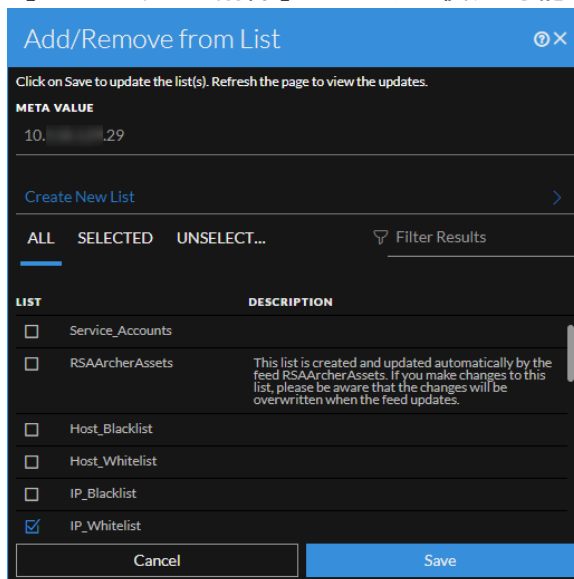 Add/Remove from List
Click on Save to update the list(s). Refresh the page to view the updates.
META VALUE
10. .29
Create New List
ALL SELECTED UNSELECT... Filter Results
LIST DESCRIPTION
Service_Accounts
RSAArcherAssets This list is created and updated automatically by the
feed RSAArcherAssets. If you make changes to this
list, please be aware that the changes will be
overwritten when the feed updates.
Host_Blacklist
Host_Whitelist
IP_Blacklist
IP_Whitelist
Cancel Save